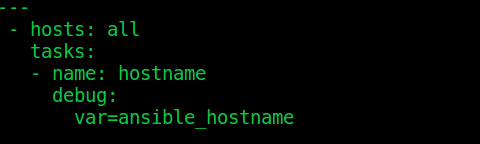 ---
- hosts: all
tasks:
- name: hostname
debug:
var=ansible_hostname